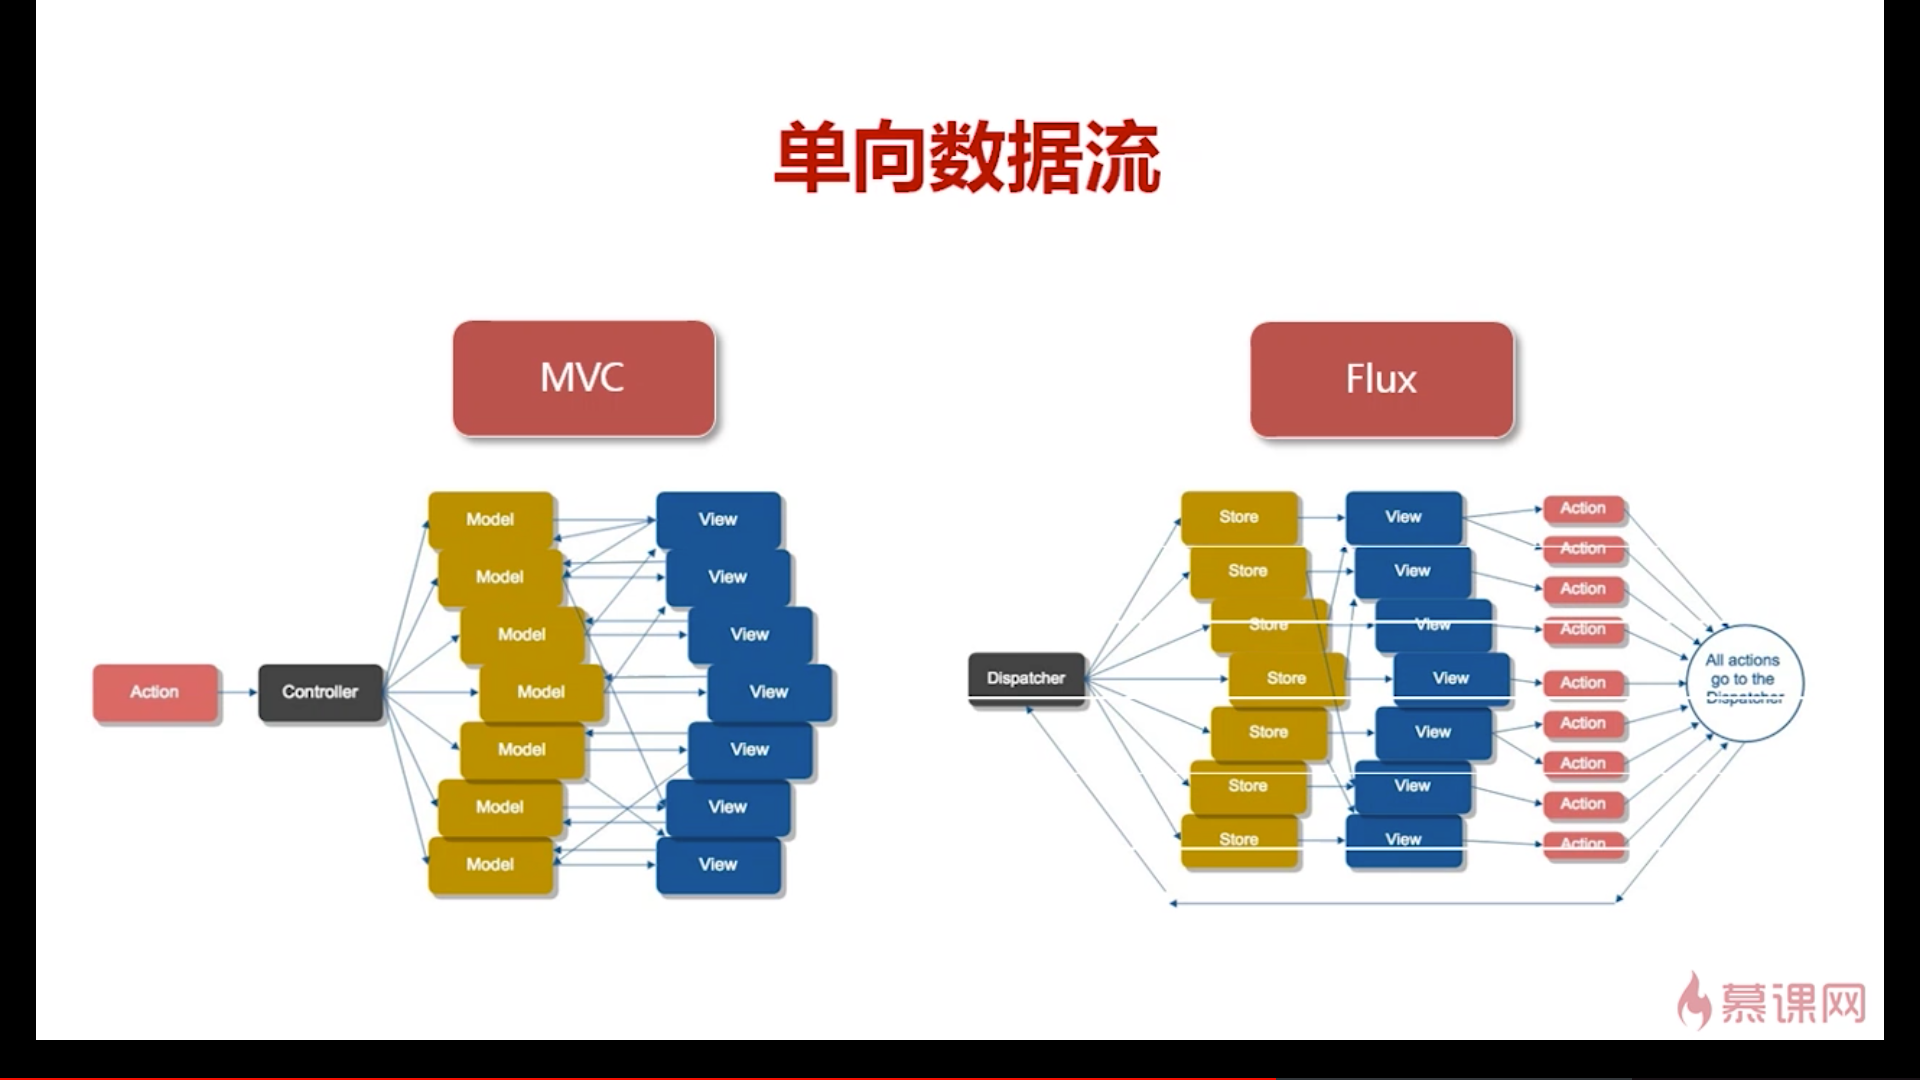 单向数据流
MVC
Flux
Action
Controller
Model
Model
Model
Model
Model
Model
Model
View
View
View
View
View
View
View
Dispatcher
Store
Store
Store
Store
Store
Store
Store
View
View
View
View
View
View
View
Action
Action
Action
Action
Action
Action
Action
Action
All actions
go to the
Dispatcher
慕课网